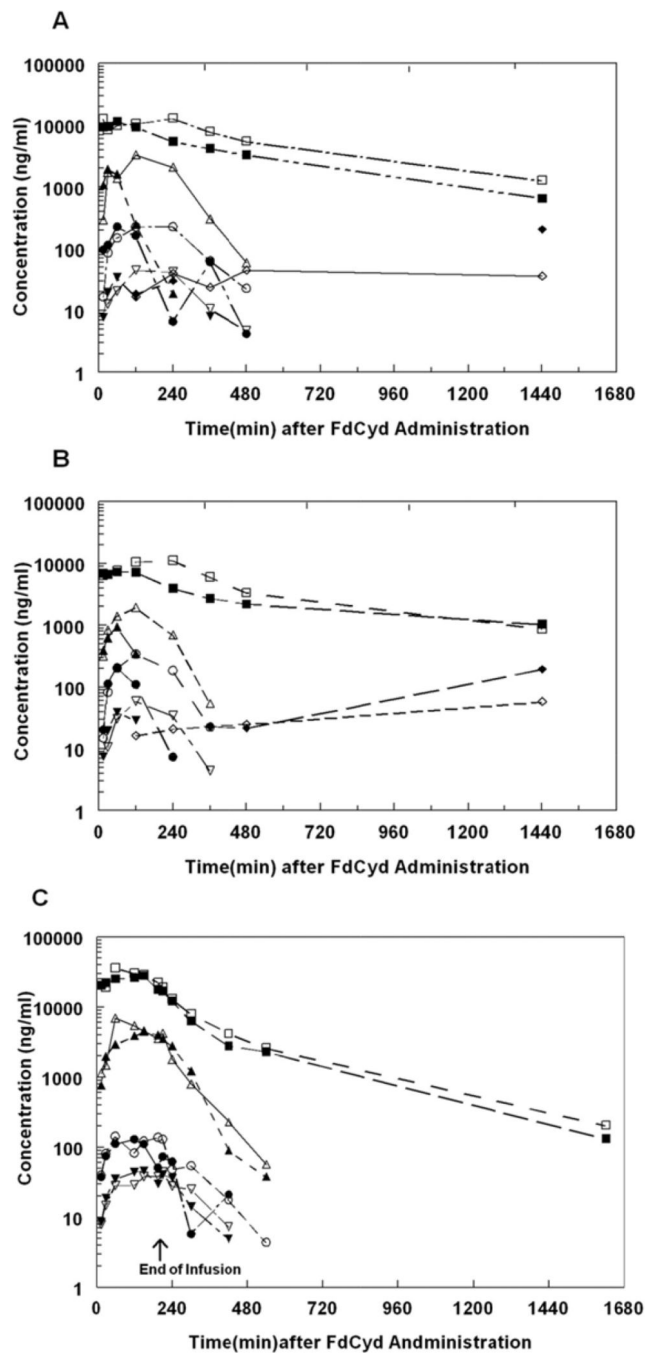 A
100000
10000
1000
100
10
1
Concentration (ng/ml)
0 240 480 720 960 1200 1440 1680
Time(min) after FdCyd Administration
B
100000
10000
1000
100
10
1
Concentration (ng/ml)
0 240 480 720 960 1200 1440 1680
Time(min) after FdCyd Administration
C
100000
10000
1000
100
10
1
Concentration (ng/ml)
End of Infusion
0 240 480 720 960 1200 1440 1680
Time(min)after FdCyd Andministration